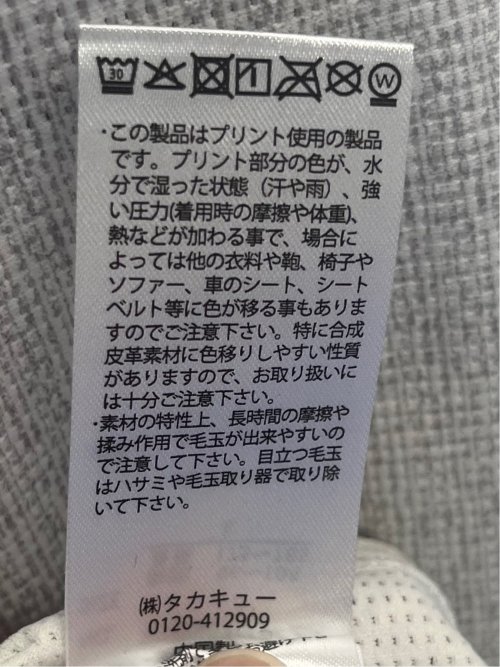 30
W
・この製品はプリント使用の製品
です。プリント部分の色が、水
分で湿った状態（汗や雨）、強
い圧力(着用時の摩擦や体重)、
熱などが加わる事で、場合に
よっては他の衣料や鞄、椅子や
ソファー、車のシート、シート
ベルト等に色が移る事もありま
すのでご注意下さい。特に合成
皮革素材に色移りしやすい性質
がありますので、お取り扱いに
は十分ご注意下さい。
・素材の特性上、長時間の摩擦や
揉み作用で毛玉が出来やすいの
で注意して下さい。目立つ毛玉
はハサミや毛玉取り器で取り除
いて下さい。
(株)タカキュー
0120-412909